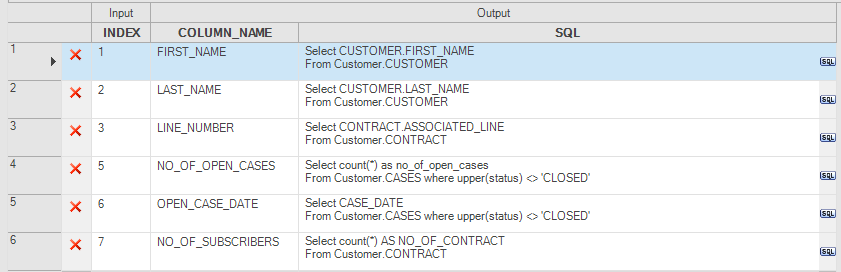 Input Output
INDEX COLUMN_NAME SQL
1 1 FIRST_NAME Select CUSTOMER.FIRST_NAME
From Customer.CUSTOMER SQL
2 2 LAST_NAME Select CUSTOMER.LAST_NAME
From Customer.CUSTOMER SQL
3 3 LINE_NUMBER Select CONTRACT.ASSOCIATED_LINE
From Customer.CONTRACT SQL
4 5 NO_OF_OPEN_CASES Select count(*) as no_of_open_cases
From Customer.CASES where upper(status) <> 'CLOSED' SQL
5 6 OPEN_CASE_DATE Select CASE_DATE
From Customer.CASES where upper(status) <> 'CLOSED' SQL
6 7 NO_OF_SUBSCRIBERS Select count(*) AS NO_OF_CONTRACT
From Customer.CONTRACT SQL